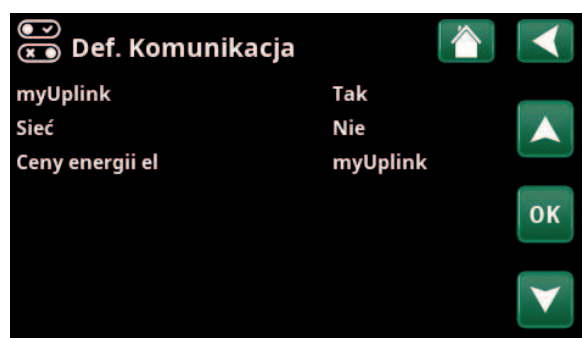 Def. Komunikacja
myUplink Tak
Sieć Nie
Ceny energii el myUplink
OK